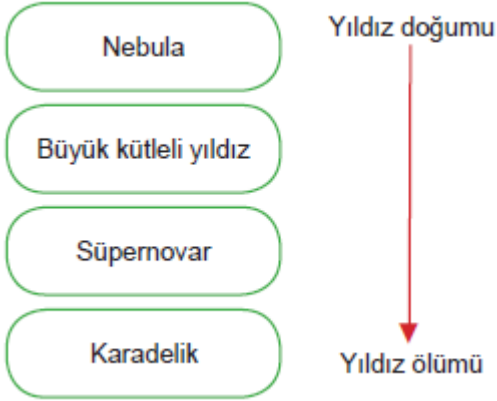 Nebula
Yıldız doğumu
Büyük kütleli yıldız
Süpernovar
Karadelik
Yıldız ölümü